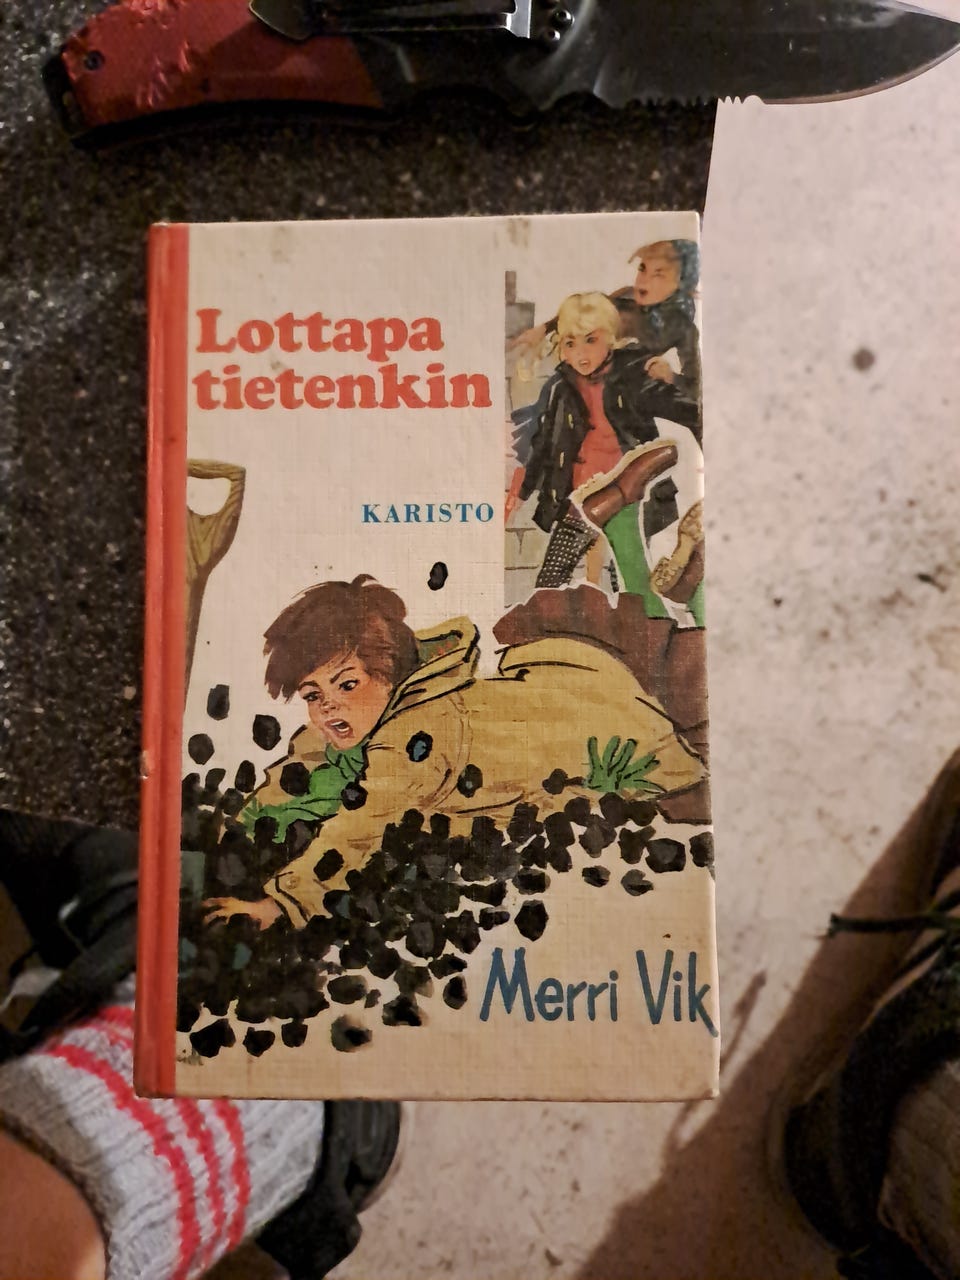 Lottapa
tietenkin
KARISTO
Merri Vik